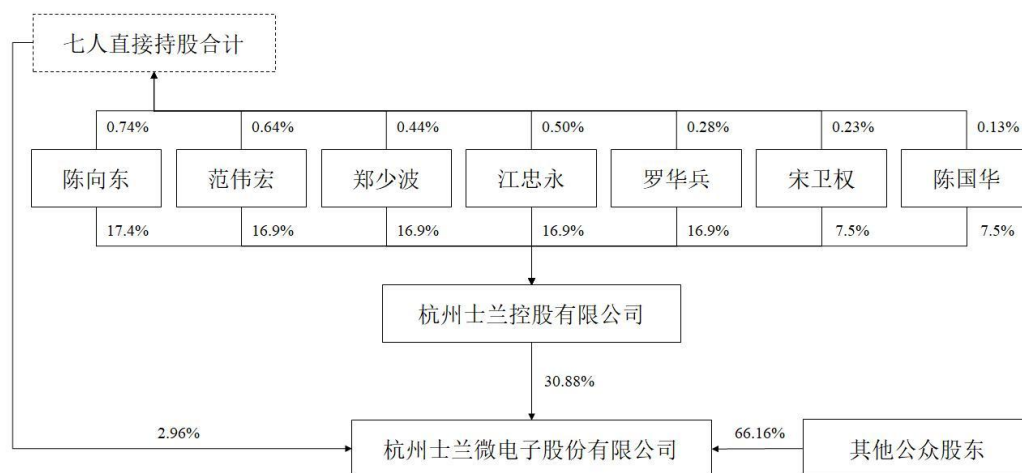 七人直接持股合计
0.74%
0.64%
0.44%
0.50%
0.28%
0.23%
0.13%
陈向东
范伟宏
郑少波
江忠永
罗华兵
宋卫权
陈国华
17.4%
16.9%
16.9%
16.9%
16.9%
7.5%
7.5%
杭州士兰控股有限公司
30.88%
2.96%
杭州士兰微电子股份有限公司
66.16%
其他公众股东